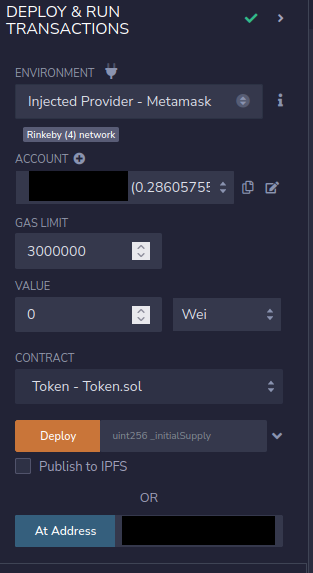 DEPLOY & RUN
TRANSACTIONS
ENVIRONMENT
Injected Provider - Metamask
Rinkeby (4) network
ACCOUNT
(0.28605755
GAS LIMIT
3000000
VALUE
0 Wei
CONTRACT
Token - Token.sol
Deploy uint256 _initialSupply
Publish to IPFS
OR
At Address